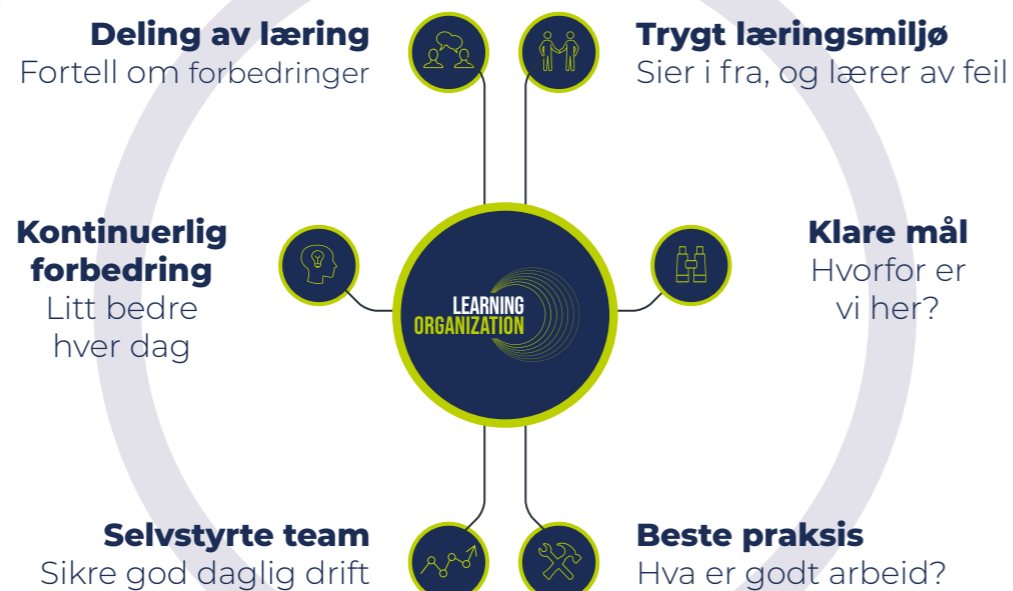 Deling av læring
Fortell om forbedringer
Trygt læringsmiljø
Sier i fra, og lærer av feil
Kontinuerlig
forbedring
Litt bedre
hver dag
LEARNING
ORGANIZATION
Klare mål
Hvorfor er
vi her?
Selvstyrte team
Sikre god daglig drift
Beste praksis
Hva er godt arbeid?